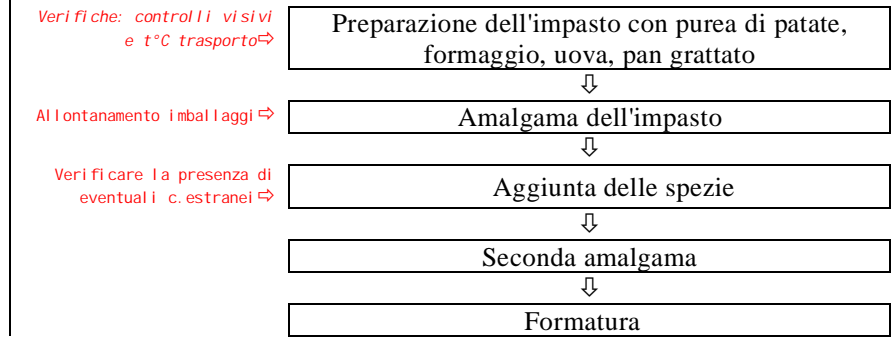 Verifiche: controlli visivi
e t°C trasporto⇨
Preparazione dell'impasto con purea di patate,
formaggio, uova, pan grattato
⇩
Allontanamento imballaggi⇨
Amalgama dell'impasto
⇩
Verificare la presenza di
eventuali c.estranei⇨
Aggiunta delle spezie
⇩
Seconda amalgama
⇩
Formatura